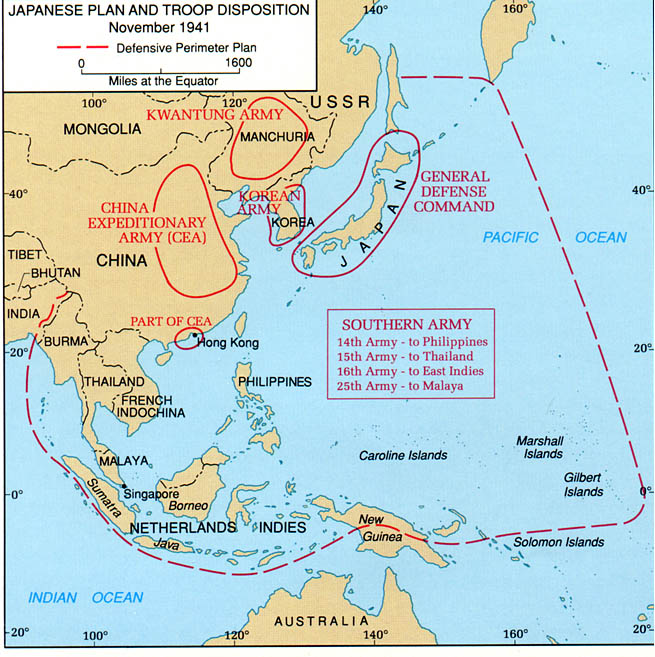 JAPANESE PLAN AND TROOP DISPOSITION
November 1941
Defensive Perimeter Plan
0 1600
Miles at the Equator
140°
160°
100°
120°
USSR
KWANTUNG ARMY
MONGOLIA
MANCHURIA
40°
40°
KOREAN
ARMY
KOREA
GENERAL
DEFENSE
COMMAND
JAPAN
CHINA
EXPEDITIONARY
ARMY (CEA)
CHINA
PACIFIC OCEAN
TIBET
BHUTAN
INDIA
PART OF CEA
Hong Kong
BURMA
20°
20°
SOUTHERN ARMY
14th Army - to Philippines
15th Army - to Thailand
16th Army - to East Indies
25th Army - to Malaya
THAILAND
PHILIPPINES
FRENCH
INDOCHINA
MALAYA
Caroline Islands
Marshall
Islands
Gilbert
Islands
0°
0°
Singapore
Sumatra
Borneo
NETHERLANDS INDIES
Java
New
Guinea
Solomon Islands
INDIAN OCEAN
AUSTRALIA
20°
100°
120°
140°
160°
20°